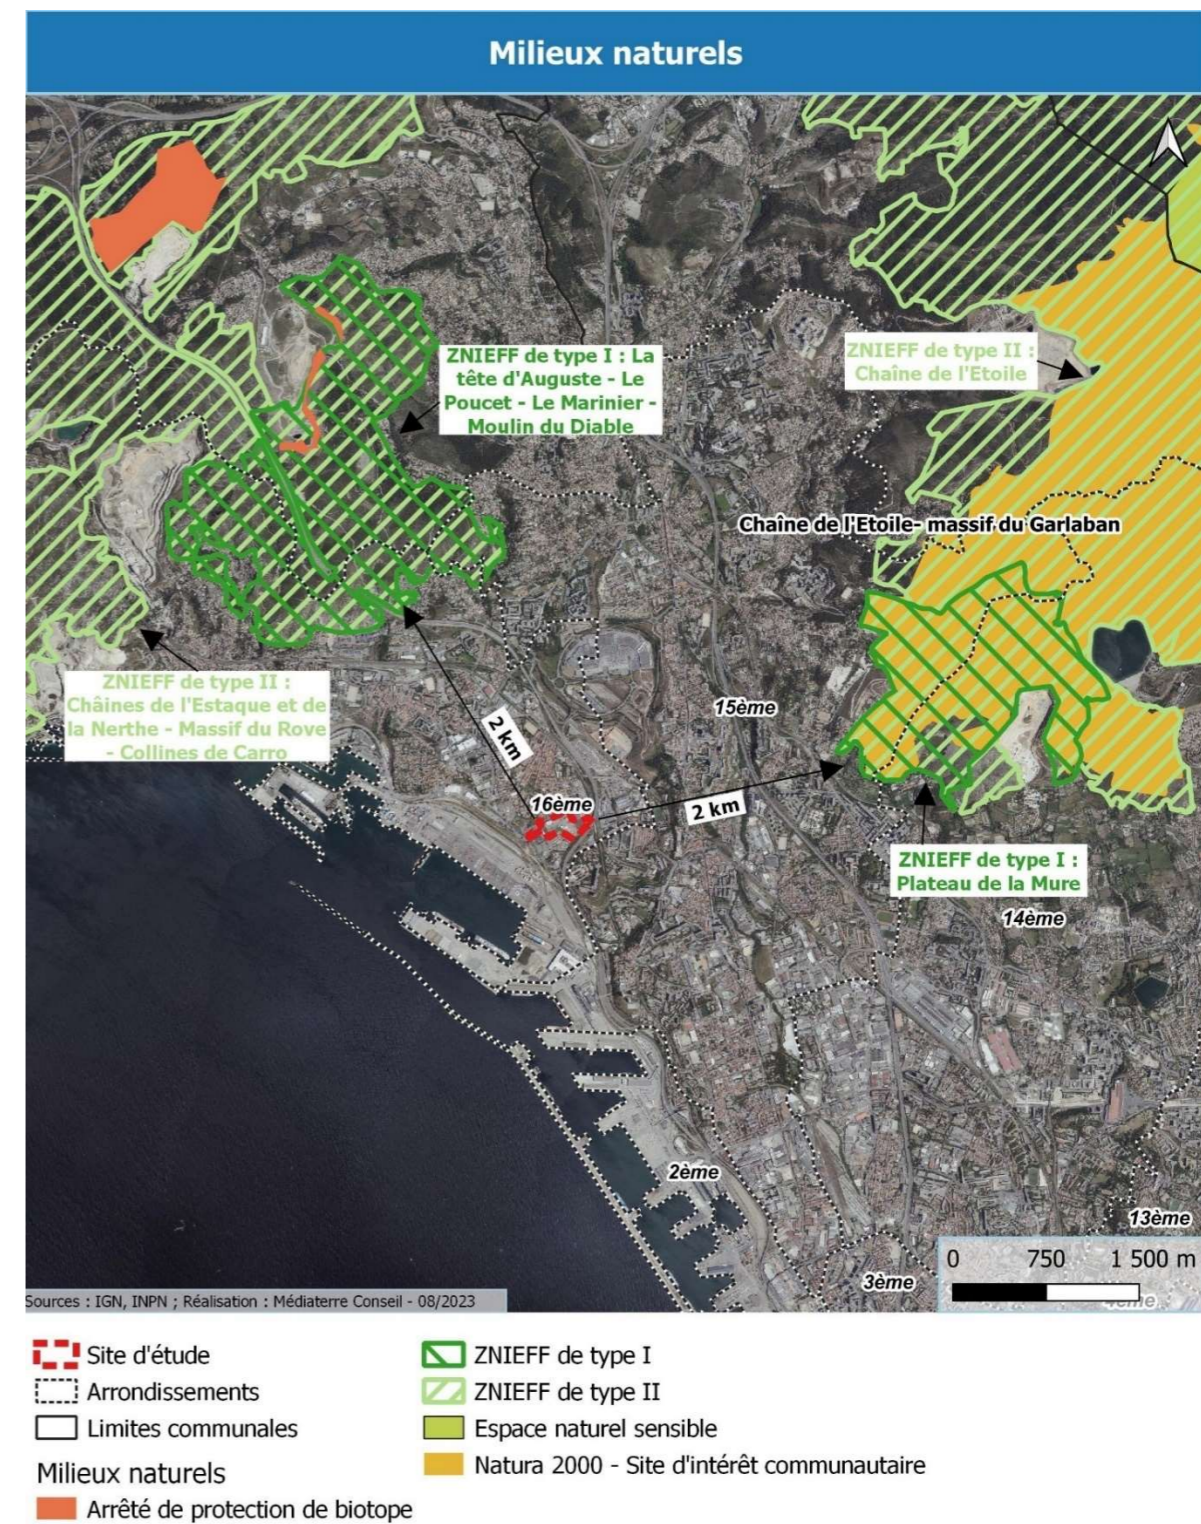 Milieux naturels
ZNIEFF de type I : La
tête d'Auguste - Le
Poucet - Le Marinier -
Moulin du Diable
ZNIEFF de type II :
Chaîne de l'Etoile
Chaîne de l'Etoile- massif du Garlaban
ZNIEFF de type II :
Chaînes de l'Estaque et de
la Nerthe - Massif du Rove
- Collines de Carro
2 km
15ème
16ème
2 km
ZNIEFF de type I :
Plateau de la Mure
14ème
2ème
13ème
3ème
4ème
0 750 1 500 m
Sources : IGN, INPN ; Réalisation : Médiaterre Conseil - 08/2023
Site d'étude
Arrondissements
Limites communales
Milieux naturels
Arrêté de protection de biotope
ZNIEFF de type I
ZNIEFF de type II
Espace naturel sensible
Natura 2000 - Site d'intérêt communautaire